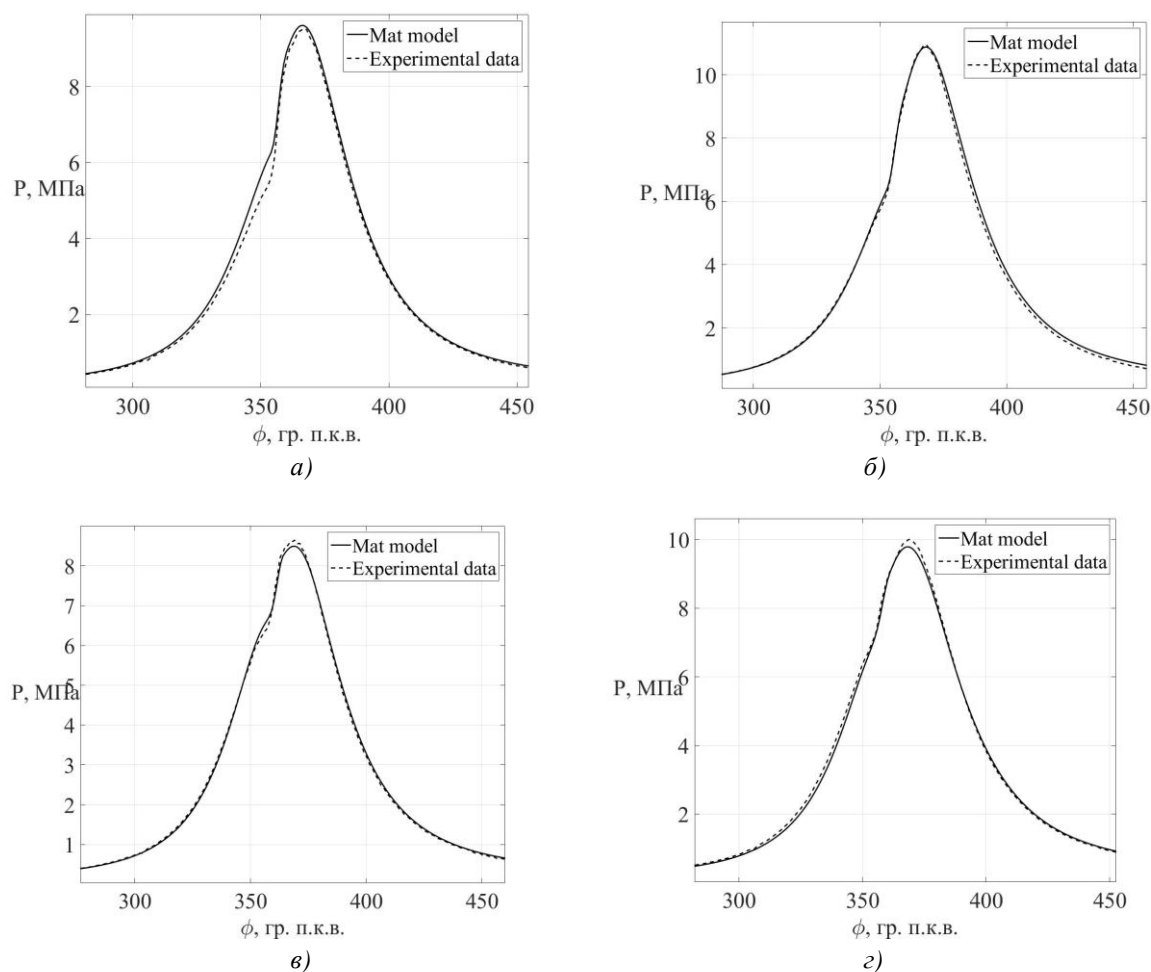 Mat model
Experimental data
8
6
P, МПа
4
2
300 350 400 450
ϕ, гр. п.к.в.
а)
Mat model
Experimental data
10
8
P, МПа
6
4
2
300 350 400 450
ϕ, гр. п.к.в.
б)
Mat model
Experimental data
8
7
6
P, МПа
5
4
3
2
1
300 350 400 450
ϕ, гр. п.к.в.
в)
Mat model
Experimental data
10
8
P, МПа
6
4
2
300 350 400 450
ϕ, гр. п.к.в.
г)